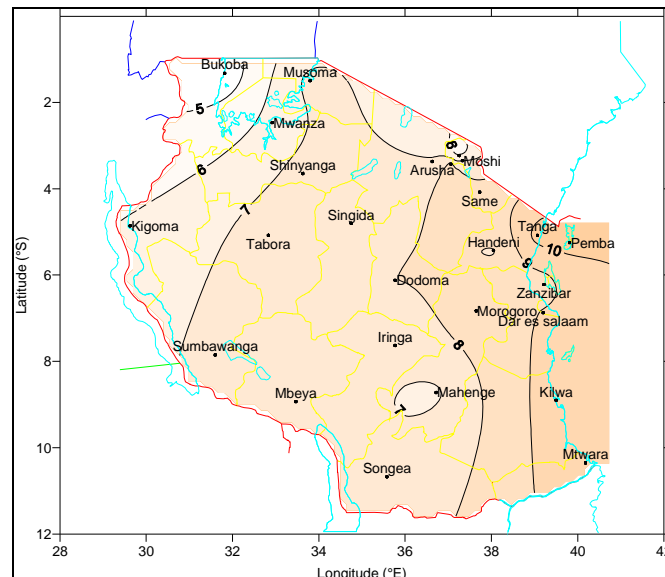 Bukoba
Musoma
2
5
Mwanza
8
Moshi
Arusha
6
Shinyanga
4
Same
7
Singida
Kigoma
Tabora
Tanga
10
Pemba
Handeni
9
6
Dodoma
Zanzibar
Morogoro
Dar es salaam
Latitude (°S)
Sumbawanga
Iringa
8
8
Mbeya
Mahenge
7
Kilwa
10
Songea
Mtwara
12
28 30 32 34 36 38 40 42
Longitude (°E)